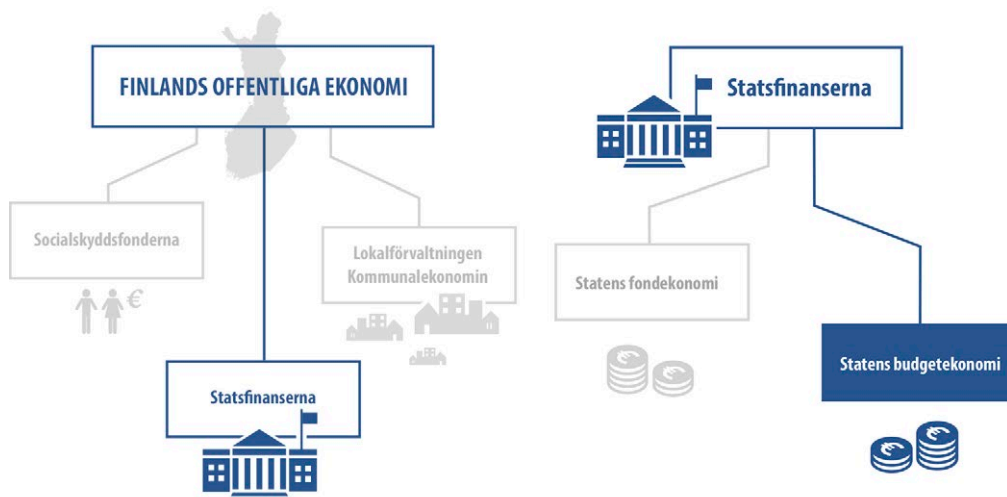 FINLANDS OFFENTLIGA EKONOMI
Socialskyddsfonderna
€
Lokalförvaltningen
Kommunalekonomin
Statsfinanserna
Statsfinanserna
Statens fondekonomi
€
€
Statens budgetekonomi
€
€